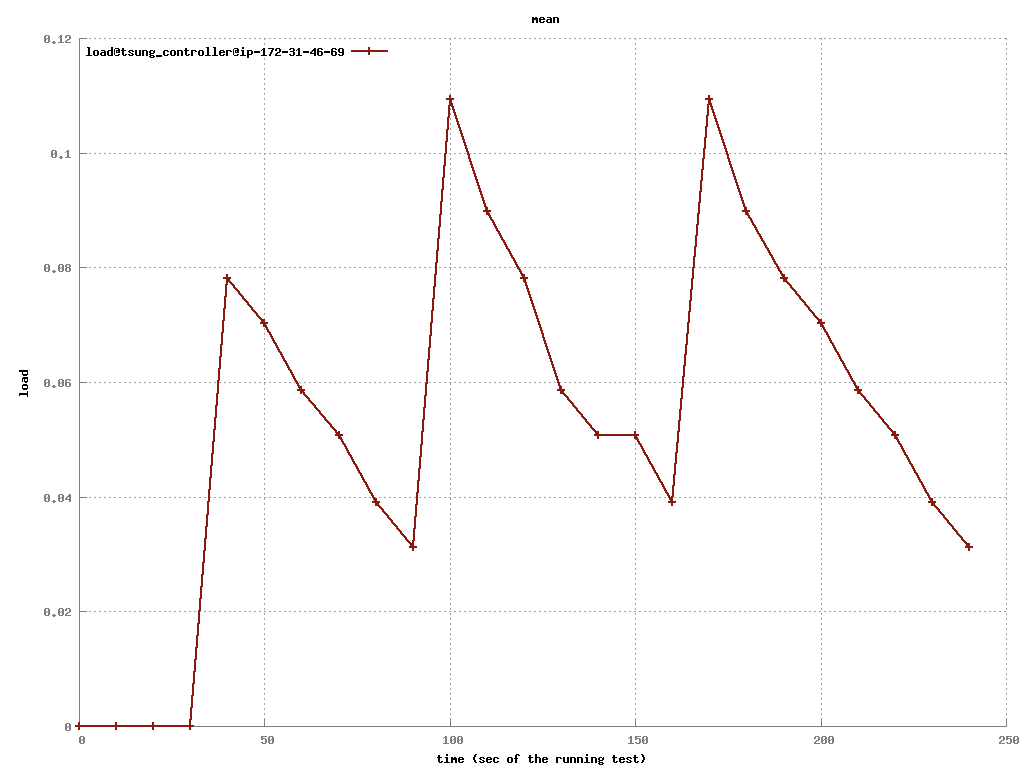 mean
0.12
load@tsung_controller@ip-172-31-46-69
0.1
0.08
0.06
load
0.04
0.02
0
0 50 100 150 200 250
time (sec of the running test)